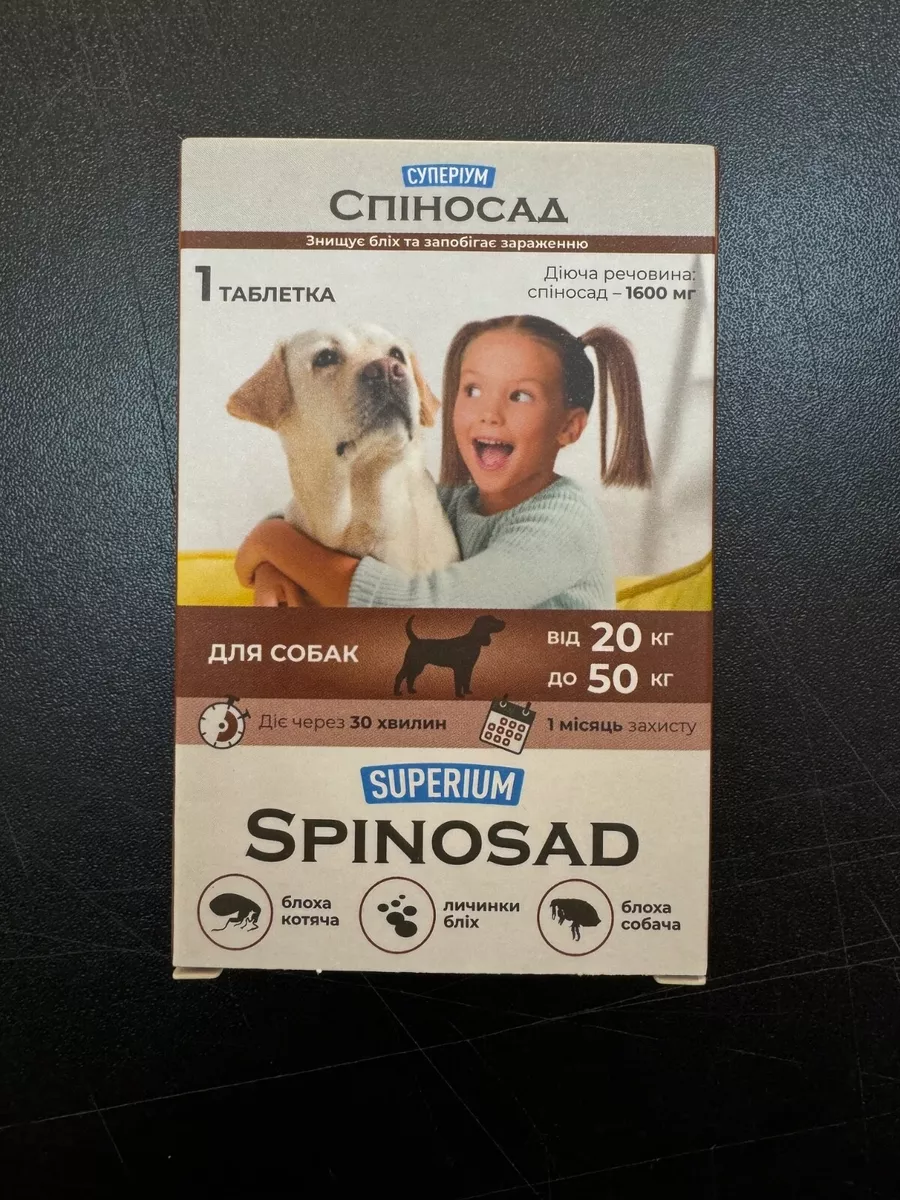 СУПЕРІУМ
СПІНОСАД
Знищує бліх та запобігає зараженню
1 ТАБЛЕТКА
Діюча речовина:
спіносад – 1600 мг
ДЛЯ СОБАК
ВІД 20 КГ
ДО 50 КГ
Діє через 30 хвилин
1 місяць захисту
SUPERIUM
SPINOSAD
блоха
котяча
личинки
бліх
блоха
собача